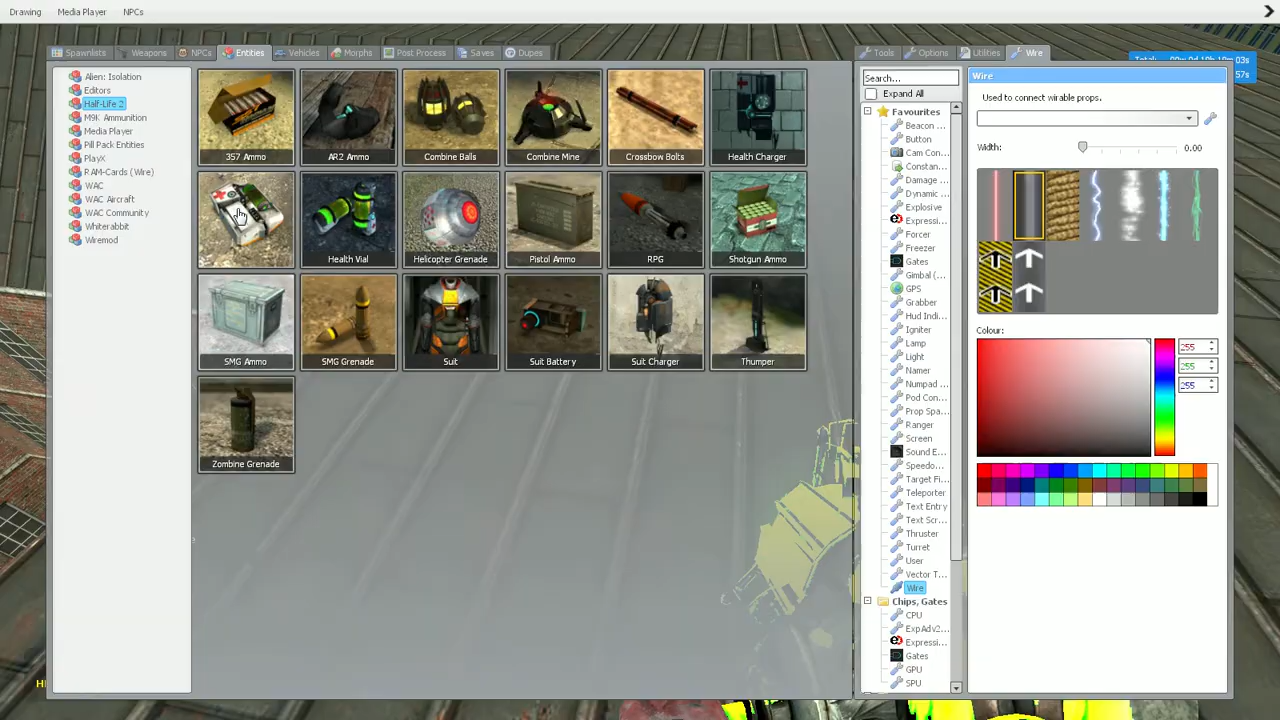 Drawing Media Player NPCs
Spawnlists Weapons NPCs Entities Vehicles Morphs Post Process Saves Dupes
Alien: Isolation
Editors
Half-Life 2
M9K Ammunition
Media Player
Pill Pack Entities
PlayX
RAM-Cards (Wire)
WAC
WAC Aircraft
WAC Community
Whiterabbit
Wiremod
357 Ammo
AR2 Ammo
Combine Balls
Combine Mine
Crossbow Bolts
Health Charger
Health Vial
Helicopter Grenade
Pistol Ammo
RPG
Shotgun Ammo
SMG Ammo
SMG Grenade
Suit
Suit Battery
Suit Charger
Thumper
Zombine Grenade
Tools Options Utilities Wire
Search...
Expand All
Favourites
Beacon ...
Button
Cam Con...
Constan...
Damage ...
Dynamic ...
Explosive
Expressi...
Forcer
Freezer
Gates
Gimbal (...
GPS
Grabber
Hud Indi...
Igniter
Lamp
Light
Namer
Numpad ...
Pod Con...
Prop Spa...
Ranger
Screen
Sound E...
Speedo...
Target Fi...
Teleporter
Text Entry
Text Scr...
Thruster
Turret
User
Vector T...
Wire
Chips, Gates
CPU
ExpAdv2...
Expressi...
Gates
GPU
SPU
Wire
Used to connect wirable props.
Width: 0.00
Colour:
255
255
255